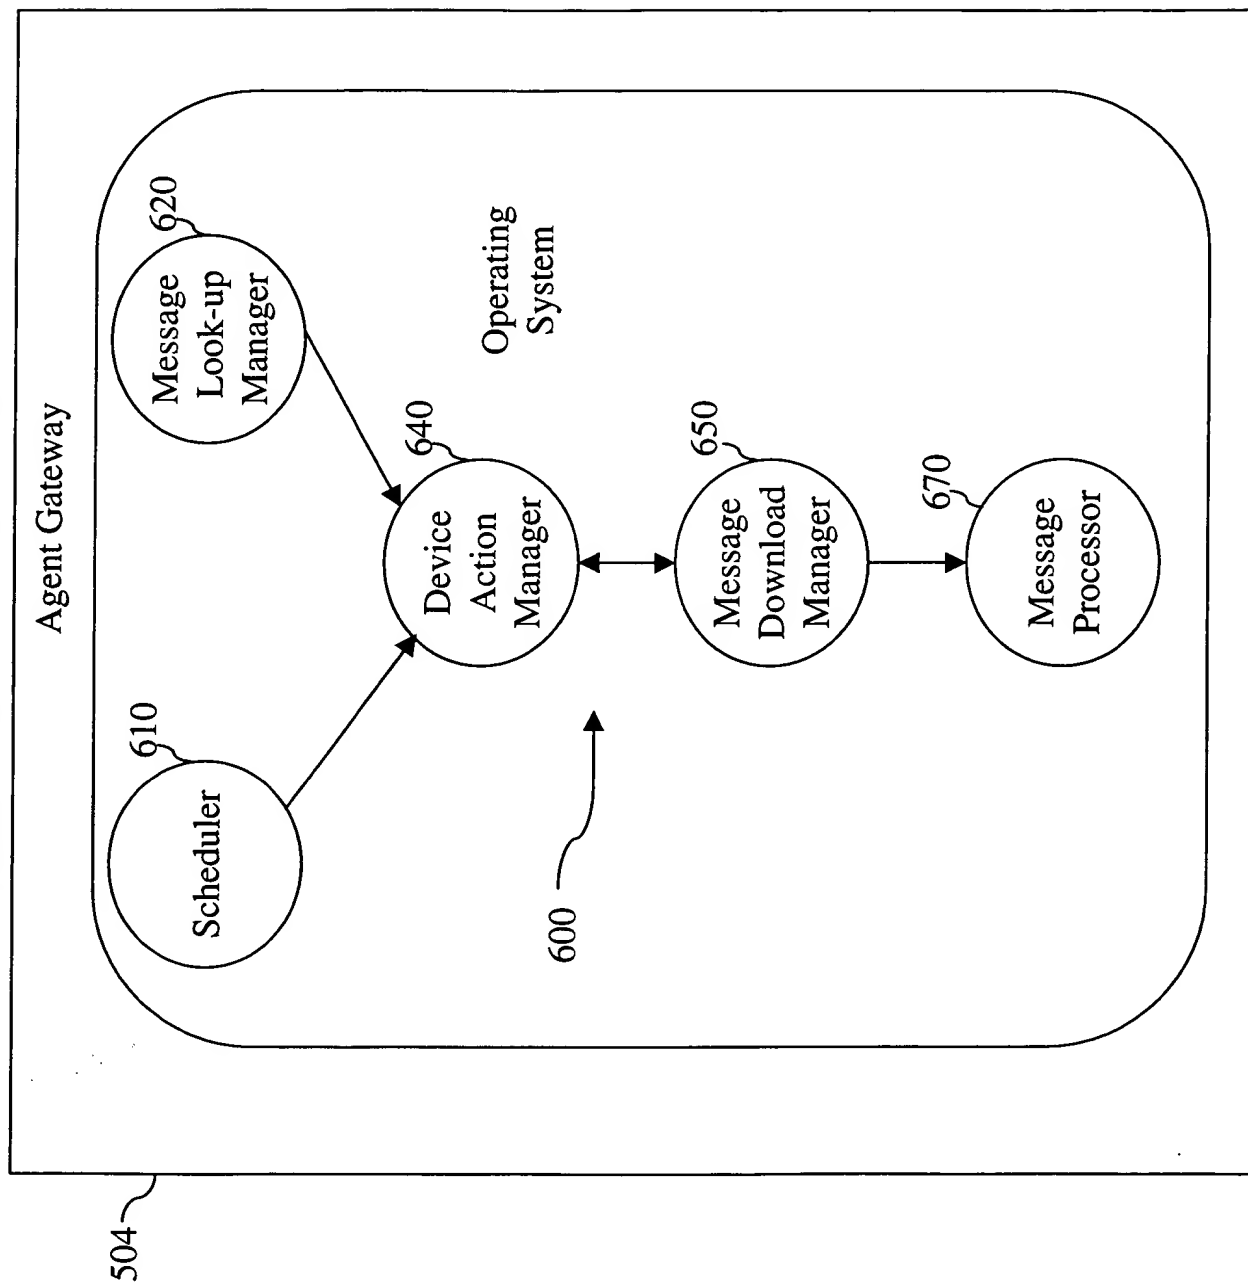 Agent Gateway
504
610
Scheduler
620
Message
Look-up
Manager
640
Device
Action
Manager
Operating
System
600
650
Message
Download
Manager
670
Message
Processor